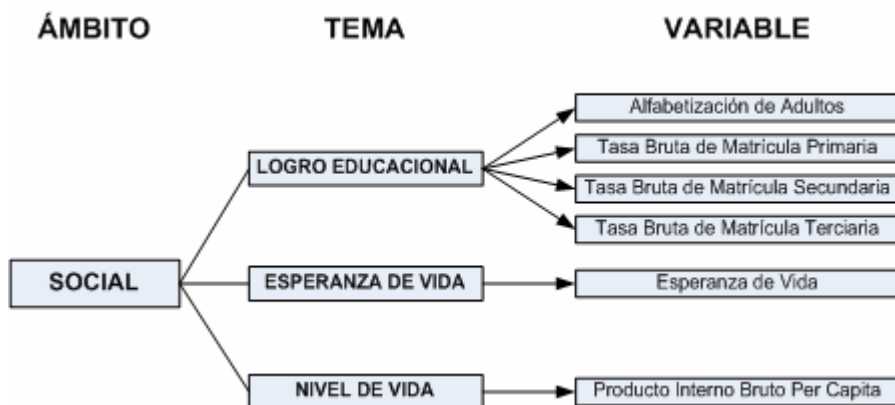 ÁMBITO TEMA VARIABLE
Alfabetización de Adultos
Tasa Bruta de Matricula Primaria
LOGRO EDUCACIONAL
Tasa Bruta de Matrícula Secundaria
Tasa Bruta de Matrícula Terciaria
SOCIAL
ESPERANZA DE VIDA
Esperanza de Vida
NIVEL DE VIDA
Producto Interno Bruto Per Capita